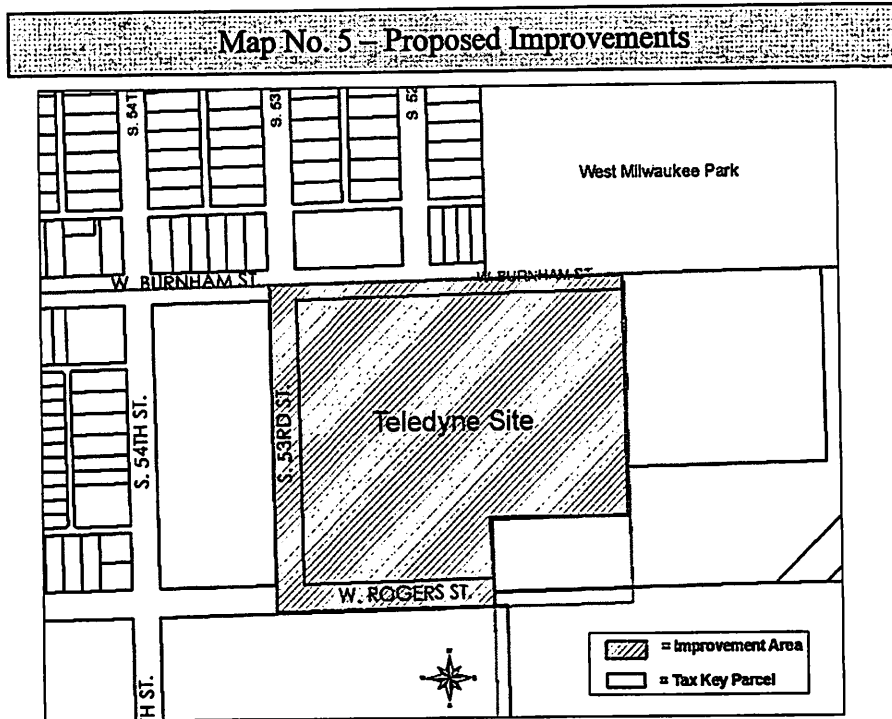 Map No. 5 – Proposed Improvements
S. 54T
S. 53
S. 52
West Milwaukee Park
W. BURNHAM ST.
W. BURNHAM ST.
S. 54TH ST.
S. 53RD ST.
Teledyne Site
W. ROGERS ST.
TH ST.
= Improvement Area
= Tax Key Parcel